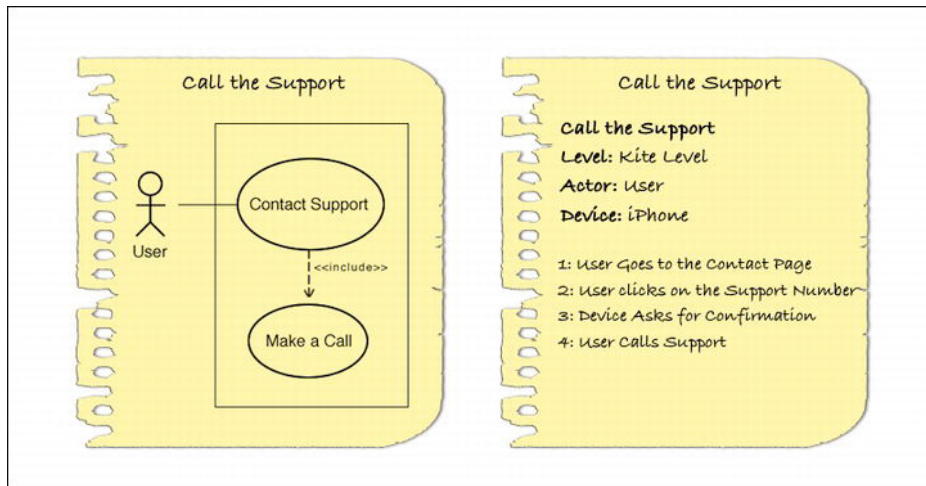 Call the Support
Contact Support
User
<<include>>
Make a Call
Call the Support
Call the Support
Level: Kite Level
Actor: User
Device: iPhone
1: User Goes to the Contact Page
2: User clicks on the Support Number
3: Device Asks for Confirmation
4: User Calls Support